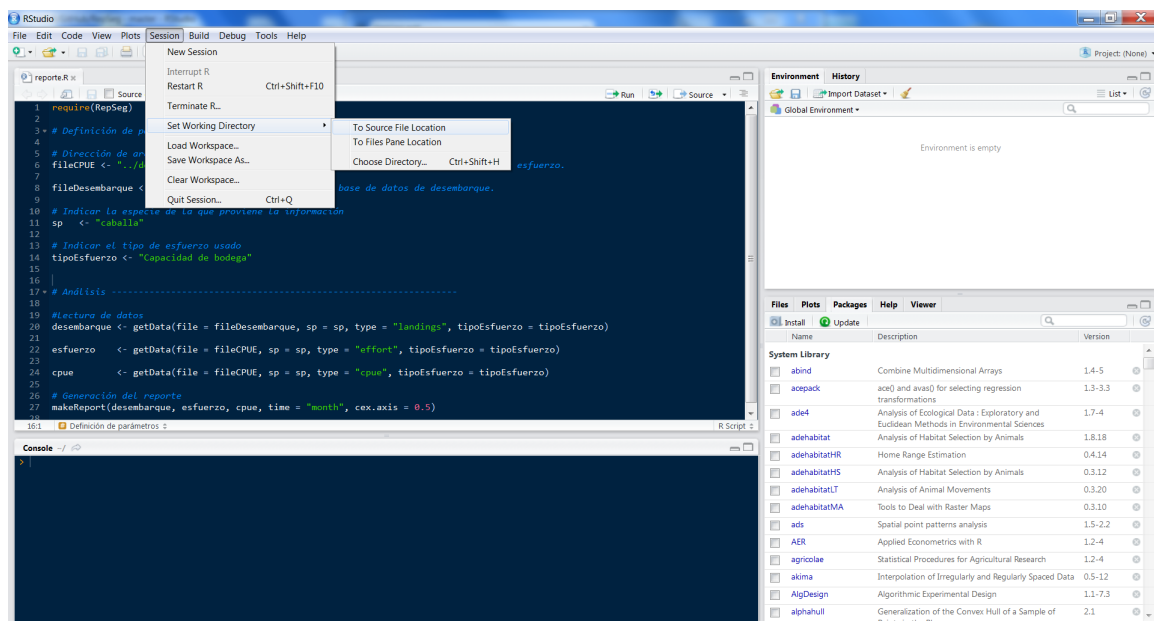 RStudio
File Edit Code View Plots Session Build Debug Tools Help
Project: (None)
New Session
Interrupt R
Restart R Ctrl+Shift+F10
Terminate R...
Set Working Directory
Load Workspace...
Save Workspace As...
Clear Workspace...
Quit Session... Ctrl+Q
To Source File Location
To Files Pane Location
Choose Directory... Ctrl+Shift+H
reporte.R
Source
Run
Source
1 require(RepSeg)
2
3 # Definición de
4
5 # Dirección de
6 fileCPUE <- "../ esfuerzo.
7
8 fileDesembarque base de datos de desembarque.
9
10 # Indicar la especie de la que proviene la información
11 sp <- "caballa"
12
13 # Indicar el tipo de esfuerzo usado
14 tipoEsfuerzo <- "Capacidad de bodega"
15
16
17 # Análisis -----------------------------------------------------------
18
19 #Lectura de datos
20 desembarque <- getData(file = fileDesembarque, sp = sp, type = "landings", tipoEsfuerzo = tipoEsfuerzo)
21
22 esfuerzo <- getData(file = fileCPUE, sp = sp, type = "effort", tipoEsfuerzo = tipoEsfuerzo)
23
24 cpue <- getData(file = fileCPUE, sp = sp, type = "cpue", tipoEsfuerzo = tipoEsfuerzo)
25
26 # Generación del reporte
27 makeReport(desembarque, esfuerzo, cpue, time = "month", cex.axis = 0.5)
28
16:1 Definición de parámetros R Script
Console ~/
>
Environment History
Import Dataset List
Global Environment
Environment is empty
Files Plots Packages Help Viewer
Install Update
Name Description Version
System Library
abind Combine Multidimensional Arrays 1.4-5
acepack ace() and avas() for selecting regression transformations 1.3-3.3
ade4 Analysis of Ecological Data : Exploratory and Euclidean Methods in Environmental Sciences 1.7-4
adehabitat Analysis of Habitat Selection by Animals 1.8.18
adehabitatHR Home Range Estimation 0.4.14
adehabitatHS Analysis of Habitat Selection by Animals 0.3.12
adehabitatLT Analysis of Animal Movements 0.3.20
adehabitatMA Tools to Deal with Raster Maps 0.3.10
ads Spatial point patterns analysis 1.5-2.2
AER Applied Econometrics with R 1.2-4
agricolae Statistical Procedures for Agricultural Research 1.2-4
akima Interpolation of Irregularly and Regularly Spaced Data 0.5-12
AlgDesign Algorithmic Experimental Design 1.1-7.3
alphahull Generalization of the Convex Hull of a Sample of 2.1